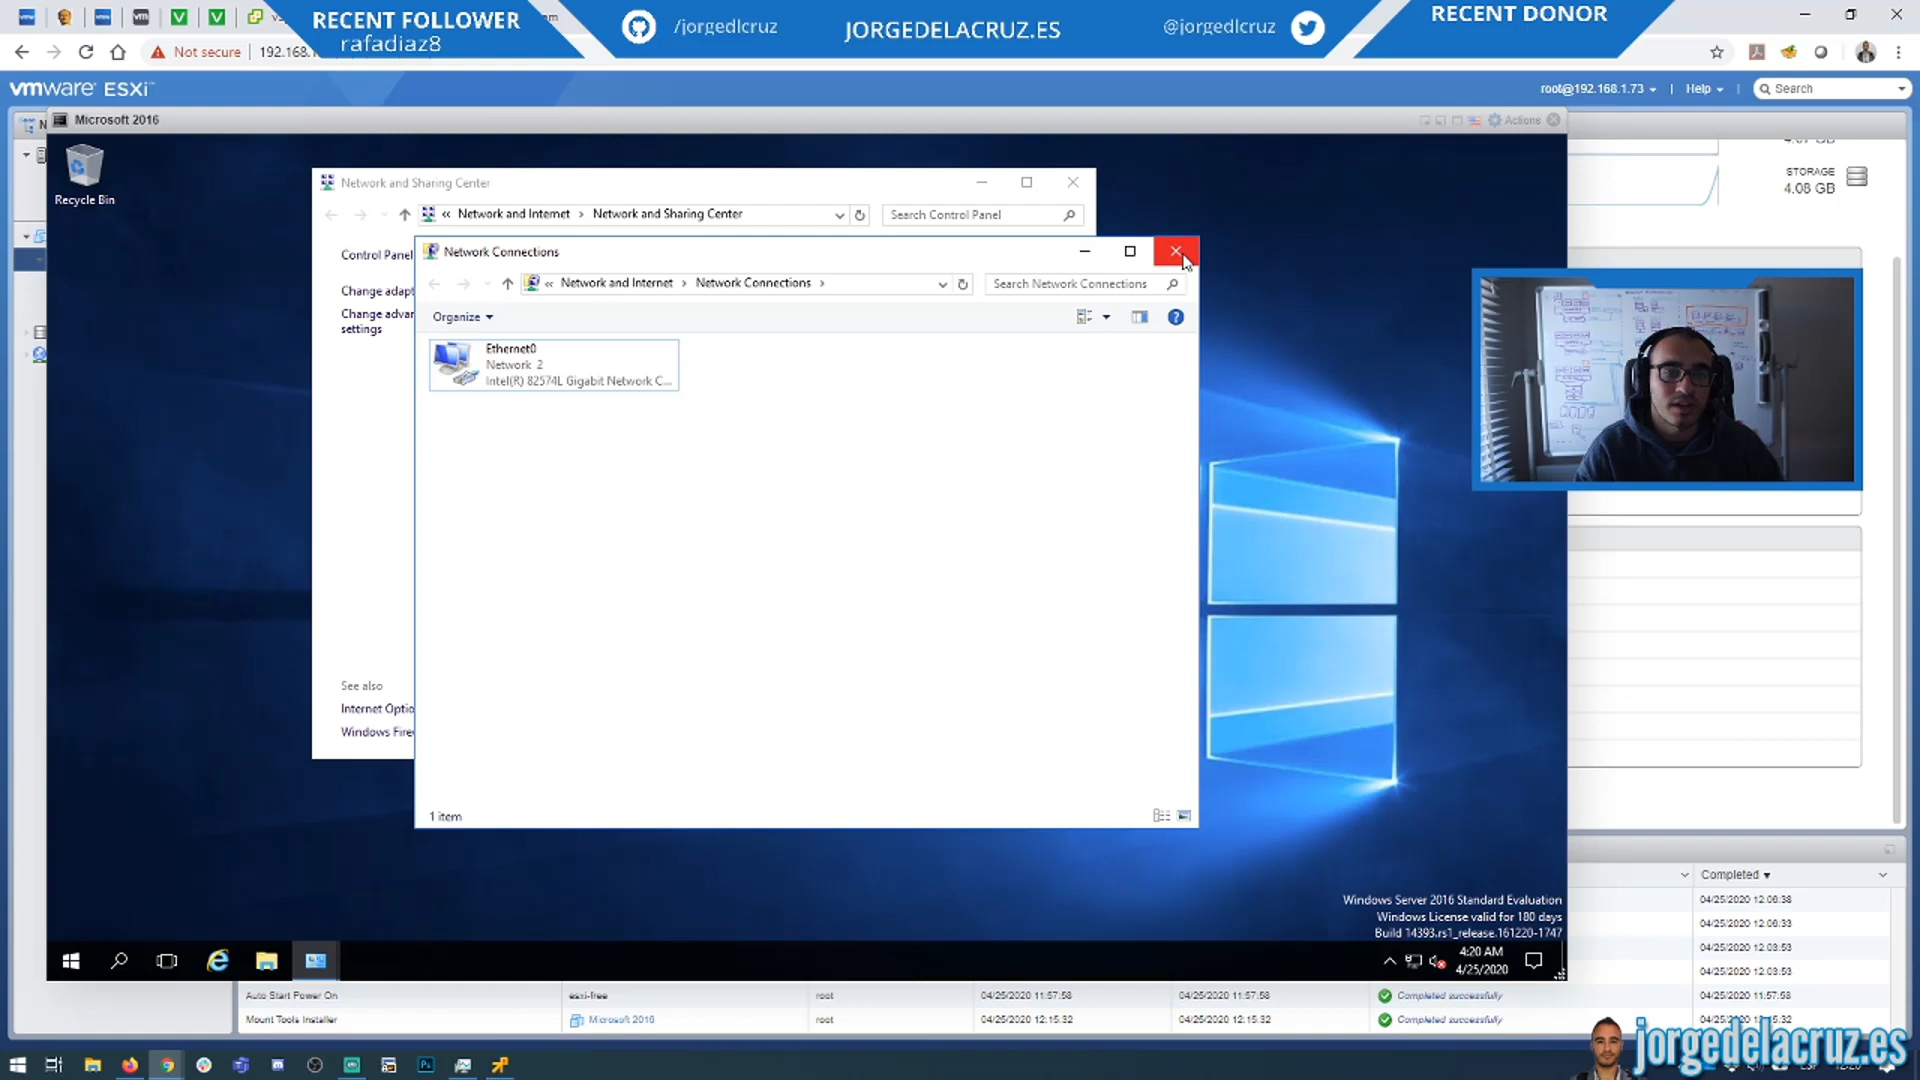 RECENT FOLLOWER
rafadiaz8
/jorgedlcruz
JORGEDELACRUZ.ES
@jorgedlcruz
RECENT DONOR
Not secure
192.168.
vmware ESXi
root@192.168.1.73
Help
Search
Microsoft 2016
Actions
Recycle Bin
STORAGE
4.08 GB
Network and Sharing Center
« Network and Internet › Network and Sharing Center
Search Control Panel
Control Panel
Change adapt
Change advan
settings
See also
Internet Optio
Windows Fire
Network Connections
« Network and Internet › Network Connections ›
Search Network Connections
Organize
Ethernet0
Network 2
Intel(R) 82574L Gigabit Network C...
1 item
Windows Server 2016 Standard Evaluation
Windows License valid for 180 days
Build 14393.rs1_release.161220-1747
4:20 AM
4/25/2020
Completed
04/25/2020 12:06:38
04/25/2020 12:06:33
04/25/2020 12:03:53
04/25/2020 12:03:53
Auto Start Power On esxi-free root 04/25/2020 11:57:58 04/25/2020 11:57:58 Completed successfully 04/25/2020 11:57:58
Mount Tools Installer Microsoft 2016 root 04/25/2020 12:15:32 04/25/2020 12:15:32 Completed successfully
jorgedelacruz.es